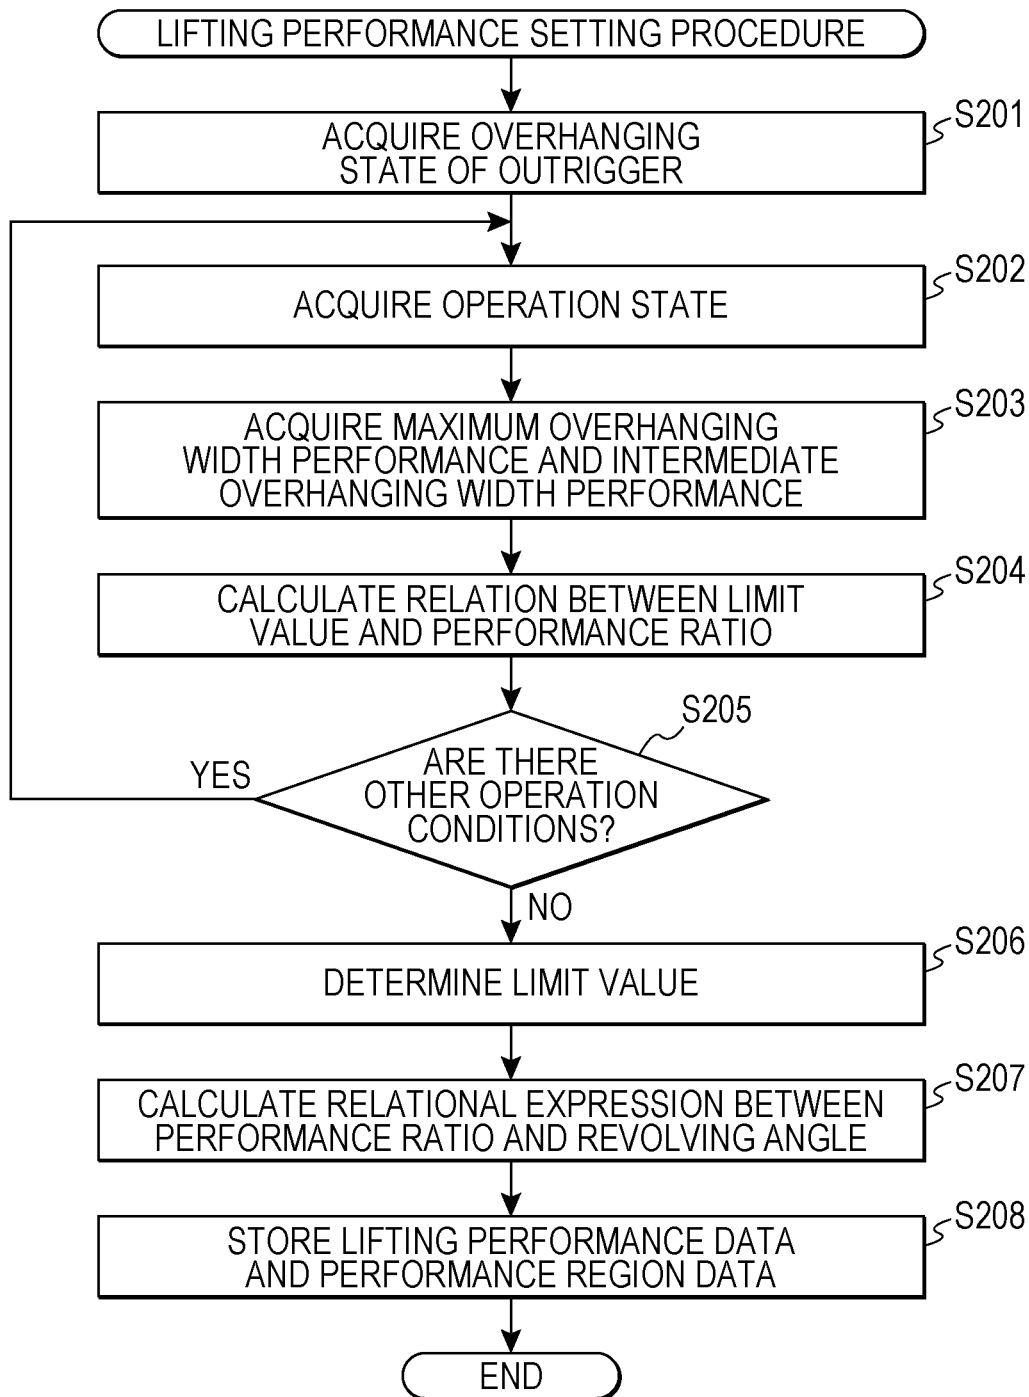 LIFTING PERFORMANCE SETTING PROCEDURE
S201
ACQUIRE OVERHANGING
STATE OF OUTRIGGER
S202
ACQUIRE OPERATION STATE
S203
ACQUIRE MAXIMUM OVERHANGING
WIDTH PERFORMANCE AND INTERMEDIATE
OVERHANGING WIDTH PERFORMANCE
S204
CALCULATE RELATION BETWEEN LIMIT
VALUE AND PERFORMANCE RATIO
S205
ARE THERE
OTHER OPERATION
CONDITIONS?
YES
NO
S206
DETERMINE LIMIT VALUE
S207
CALCULATE RELATIONAL EXPRESSION BETWEEN
PERFORMANCE RATIO AND REVOLVING ANGLE
S208
STORE LIFTING PERFORMANCE DATA
AND PERFORMANCE REGION DATA
END